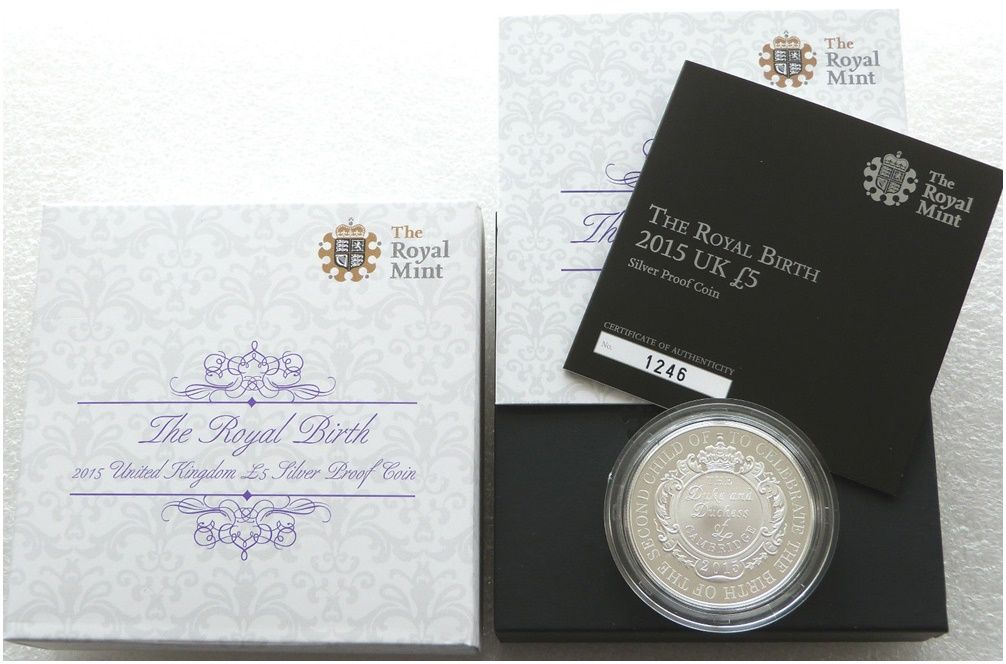 The
Royal
Mint
The Royal Birth
2015 United Kingdom £5 Silver Proof Coin
The
Royal
Mint
Th
The
Royal
Mint
The Royal Birth
2015 UK £5
Silver Proof Coin
CERTIFICATE OF AUTHENTICITY
No. 1246
TO CELEBRATE THE BIRTH OF THE SECOND CHILD OF
THE
Duke and
Duchess
of
CAMBRIDGE
2015